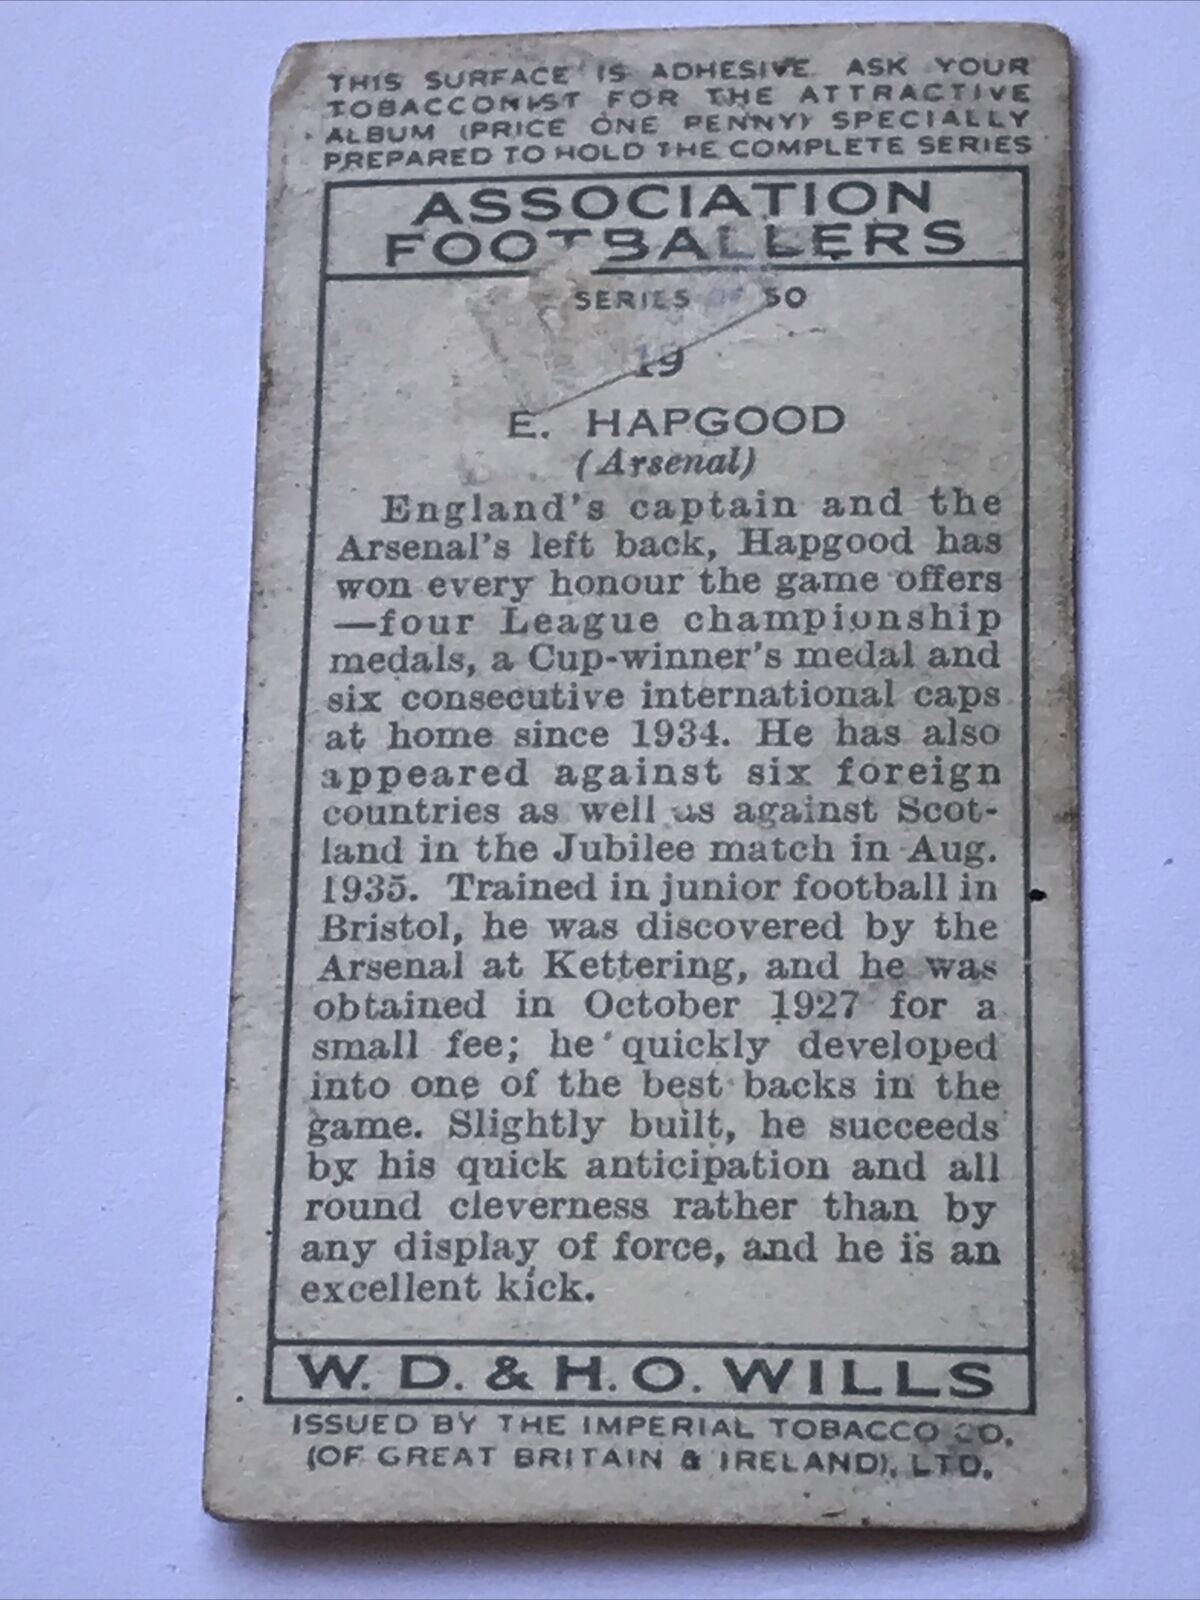 THIS SURFACE IS ADHESIVE. ASK YOUR
TOBACCONIST FOR THE ATTRACTIVE
ALBUM (PRICE ONE PENNY) SPECIALLY
PREPARED TO HOLD THE COMPLETE SERIES
ASSOCIATION
FOOTBALLERS
SERIES OF 50
19
E. HAPGOOD
(Arsenal)
England's captain and the
Arsenal's left back, Hapgood has
won every honour the game offers
—four League championship
medals, a Cup-winner's medal and
six consecutive international caps
at home since 1934. He has also
appeared against six foreign
countries as well as against Scot-
land in the Jubilee match in Aug.
1935. Trained in junior football in
Bristol, he was discovered by the
Arsenal at Kettering, and he was
obtained in October 1927 for a
small fee; he quickly developed
into one of the best backs in the
game. Slightly built, he succeeds
by his quick anticipation and all
round cleverness rather than by
any display of force, and he is an
excellent kick.
W. D. & H. O. WILLS
ISSUED BY THE IMPERIAL TOBACCO CO.
(OF GREAT BRITAIN & IRELAND), LTD.